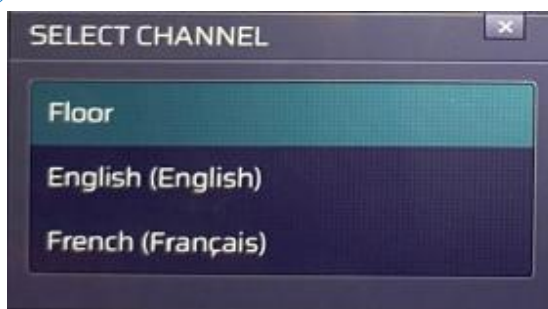 SELECT CHANNEL
Floor
English (English)
French (Français)